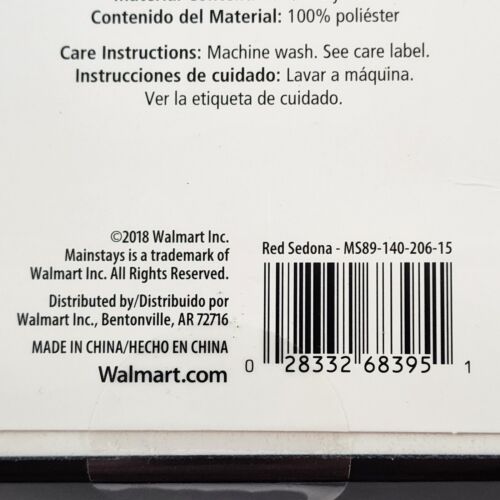 Contenido del Material: 100% poliéster
Care Instructions: Machine wash. See care label.
Instrucciones de cuidado: Lavar a máquina.
Ver la etiqueta de cuidado.
©2018 Walmart Inc.
Mainstays is a trademark of
Walmart Inc. All Rights Reserved.
Distributed by/Distribuido por
Walmart Inc., Bentonville, AR 72716
MADE IN CHINA/HECHO EN CHINA
Walmart.com
Red Sedona - MS89-140-206-15
0 28332 68395 1